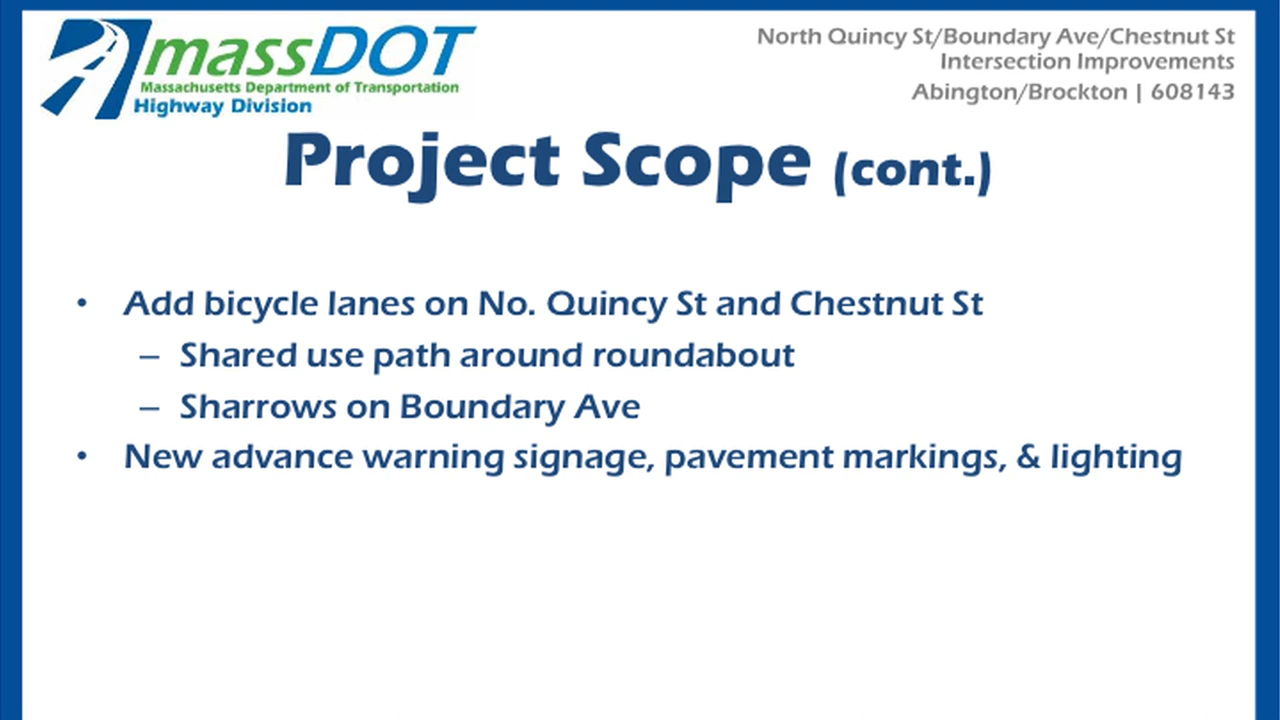 massDOT
Massachusetts Department of Transportation
Highway Division
North Quincy St/Boundary Ave/Chestnut St
Intersection Improvements
Abington/Brockton | 608143
Project Scope (cont.)
• Add bicycle lanes on No. Quincy St and Chestnut St
– Shared use path around roundabout
– Sharrows on Boundary Ave
• New advance warning signage, pavement markings, & lighting